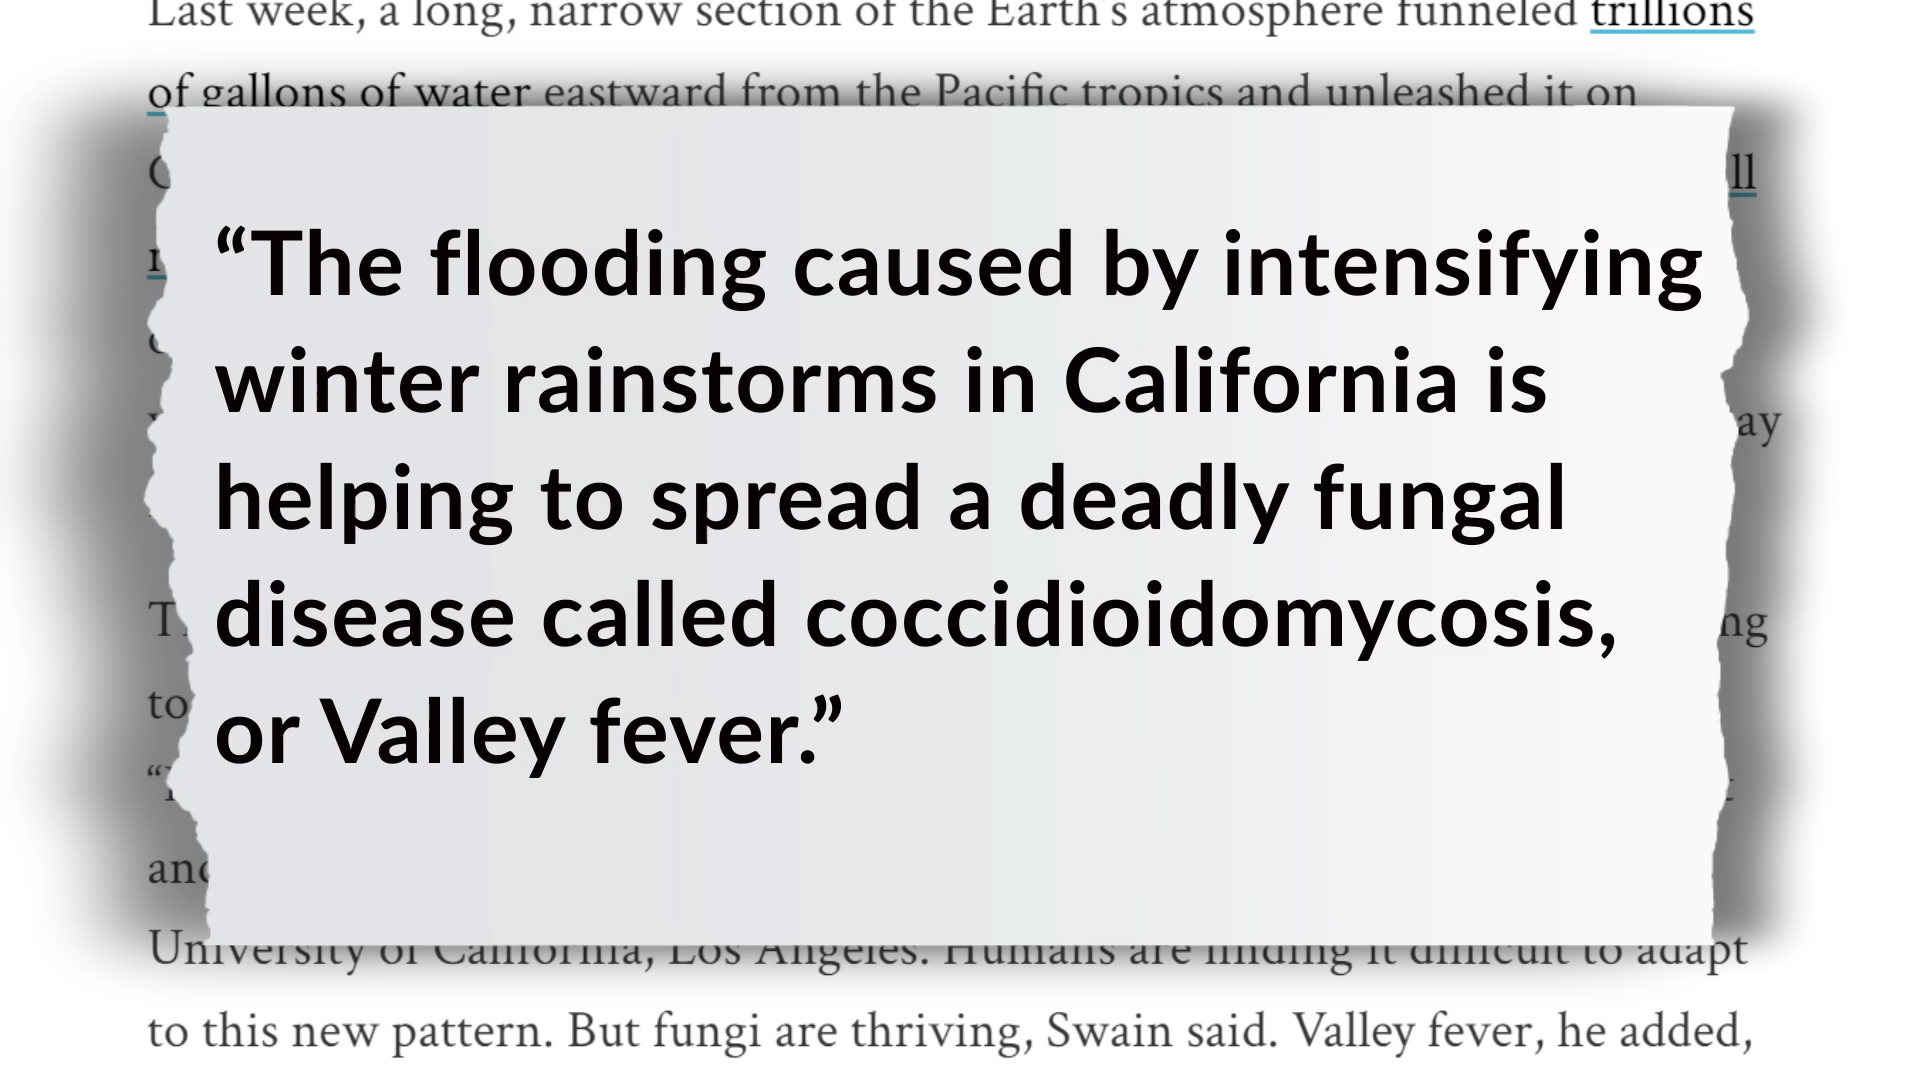 Last week, a long, narrow section of the Earth's atmosphere funneled trillions
of gallons of water eastward from the Pacific tropics and unleashed it on
“The flooding caused by intensifying
winter rainstorms in California is
helping to spread a deadly fungal
disease called coccidioidomycosis,
or Valley fever.”
to
University of California, Los Angeles. Humans are finding it difficult to adapt
to this new pattern. But fungi are thriving, Swain said. Valley fever, he added,